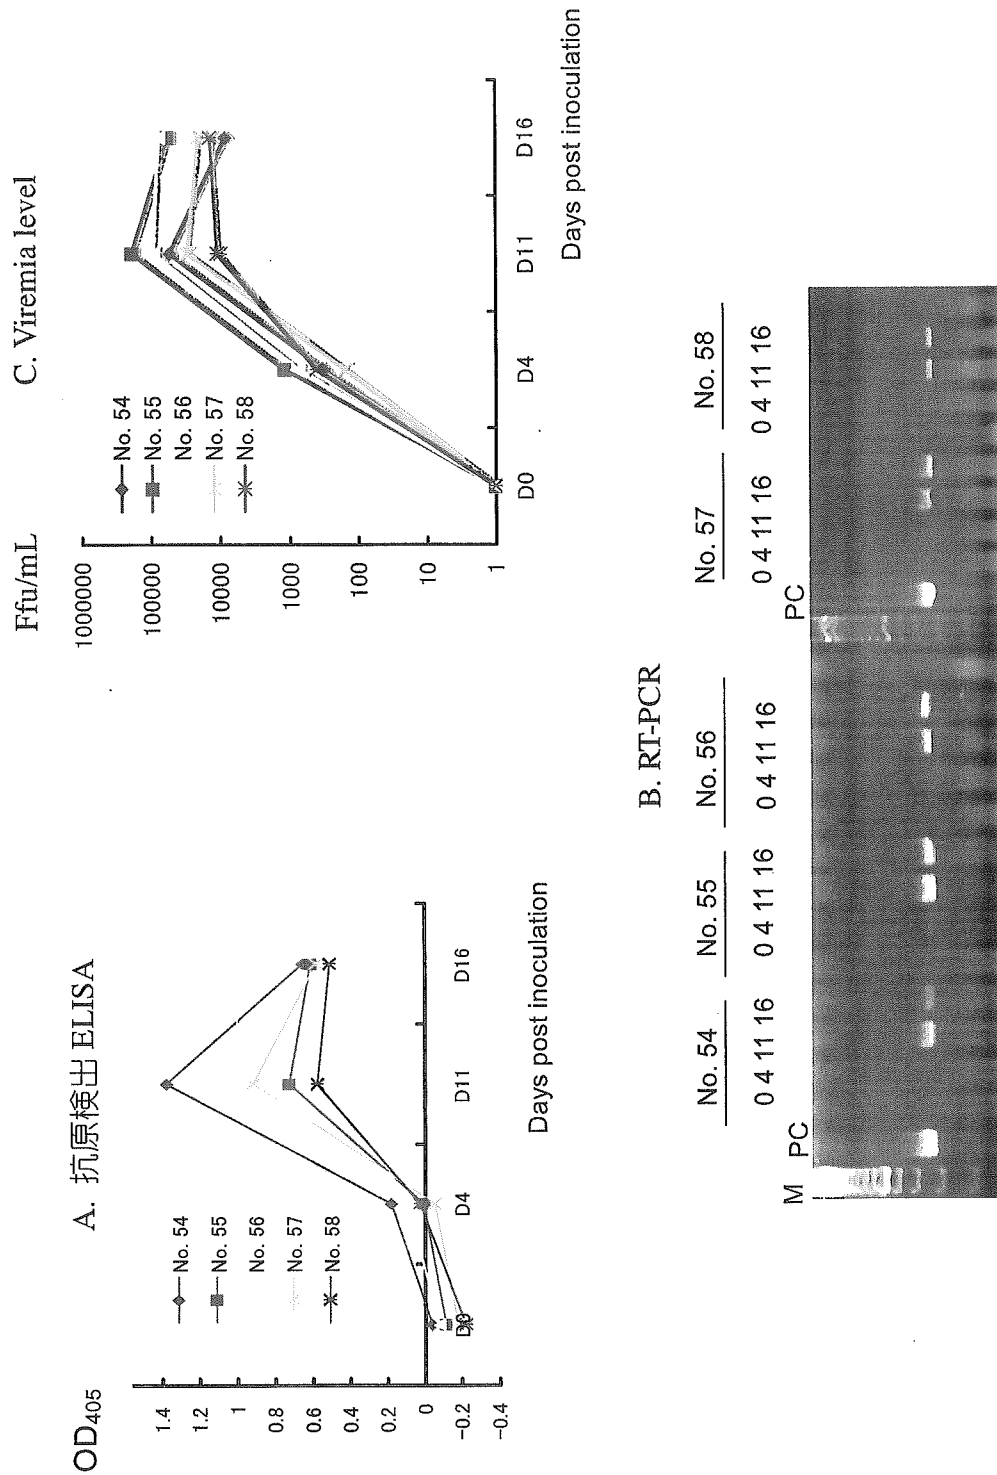 A. 抗原検出 ELISA
OD405
1.4
1.2
1
0.8
0.6
0.4
0.2
0
-0.2
-0.4
No. 54
No. 55
No. 56
No. 57
No. 58
D0
D4
D11
D16
Days post inoculation
C. Viremia level
Ffu/mL
1000000
100000
10000
1000
100
10
1
No. 54
No. 55
No. 56
No. 57
No. 58
D0
D4
D11
D16
Days post inoculation
B. RT-PCR
No. 54 No. 55 No. 56 No. 57 No. 58
M PC 0 4 11 16 0 4 11 16 0 4 11 16 PC 0 4 11 16 0 4 11 16